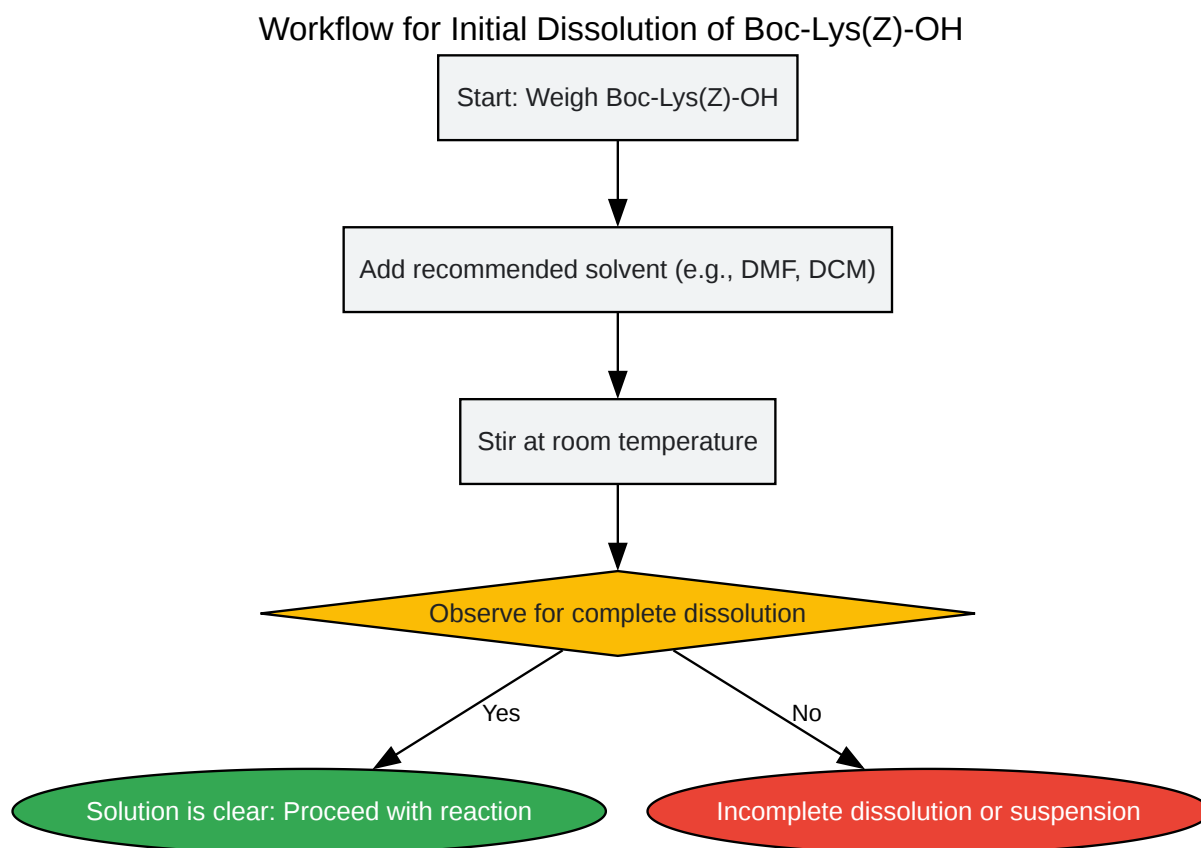 Workflow for Initial Dissolution of Boc-Lys(Z)-OH
Start: Weigh Boc-Lys(Z)-OH
Add recommended solvent (e.g., DMF, DCM)
Stir at room temperature
Observe for complete dissolution
Yes
No
Solution is clear: Proceed with reaction
Incomplete dissolution or suspension